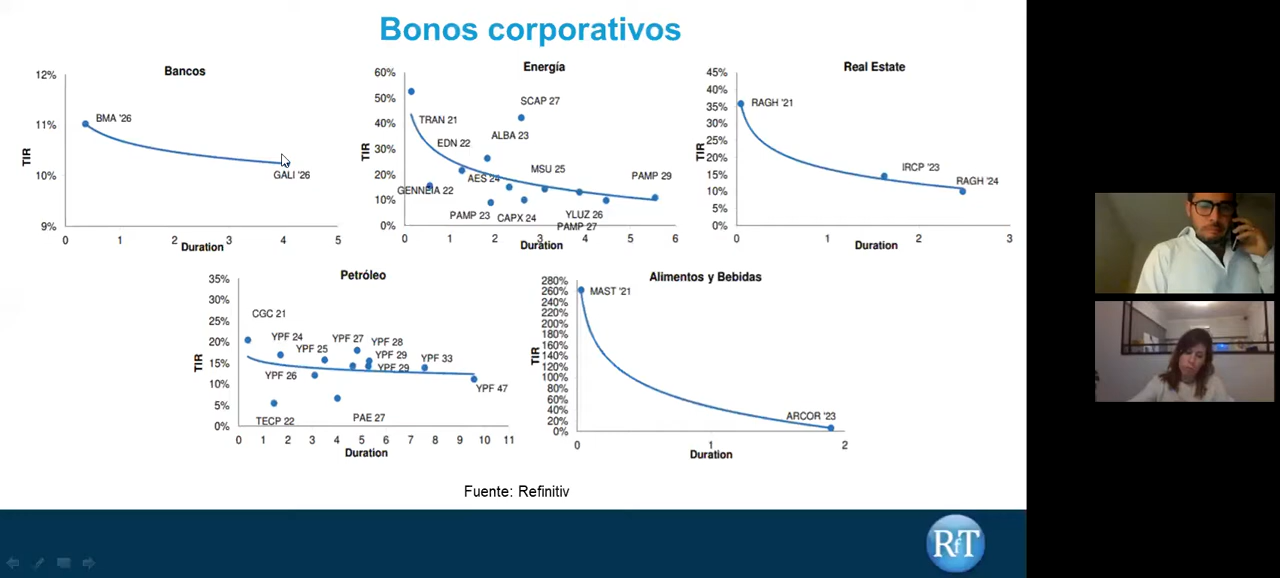 Bonos corporativos
Bancos
12%
11%
10%
9%
TIR
BMA '26
GALI '26
0 1 2 3 4 5
Duration
Energía
60%
50%
40%
30%
20%
10%
0%
TIR
SCAP 27
TRAN 21
ALBA 23
EDN 22
MSU 25
AES 24
PAMP 29
GENNEIA 22
PAMP 23
CAPX 24
YLUZ 26
PAMP 27
0 1 2 3 4 5 6
Duration
Real Estate
45%
40%
35%
30%
25%
20%
15%
10%
5%
0%
TIR
RAGH '21
IRCP '23
RAGH '24
0 1 2 3
Duration
Petróleo
35%
30%
25%
20%
15%
10%
5%
0%
TIR
CGC 21
YPF 24
YPF 27
YPF 28
YPF 25
YPF 29
YPF 33
YPF 29
YPF 26
YPF 47
TECP 22
PAE 27
0 1 2 3 4 5 6 7 8 9 10 11
Duration
Alimentos y Bebidas
280%
260%
240%
220%
200%
180%
160%
140%
120%
100%
80%
60%
40%
20%
0%
TIR
MAST '21
ARCOR '23
0 1 2
Duration
Fuente: Refinitiv
RfT